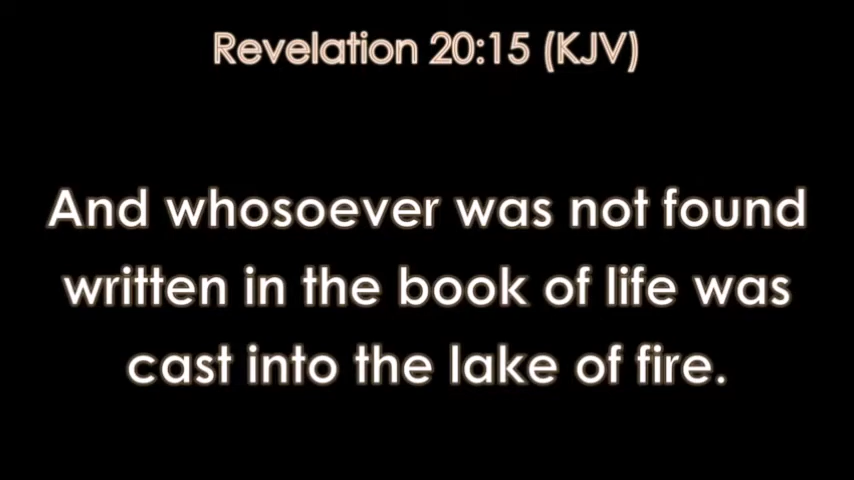 Revelation 20:15 (KJV)
And whosoever was not found
written in the book of life was
cast into the lake of fire.